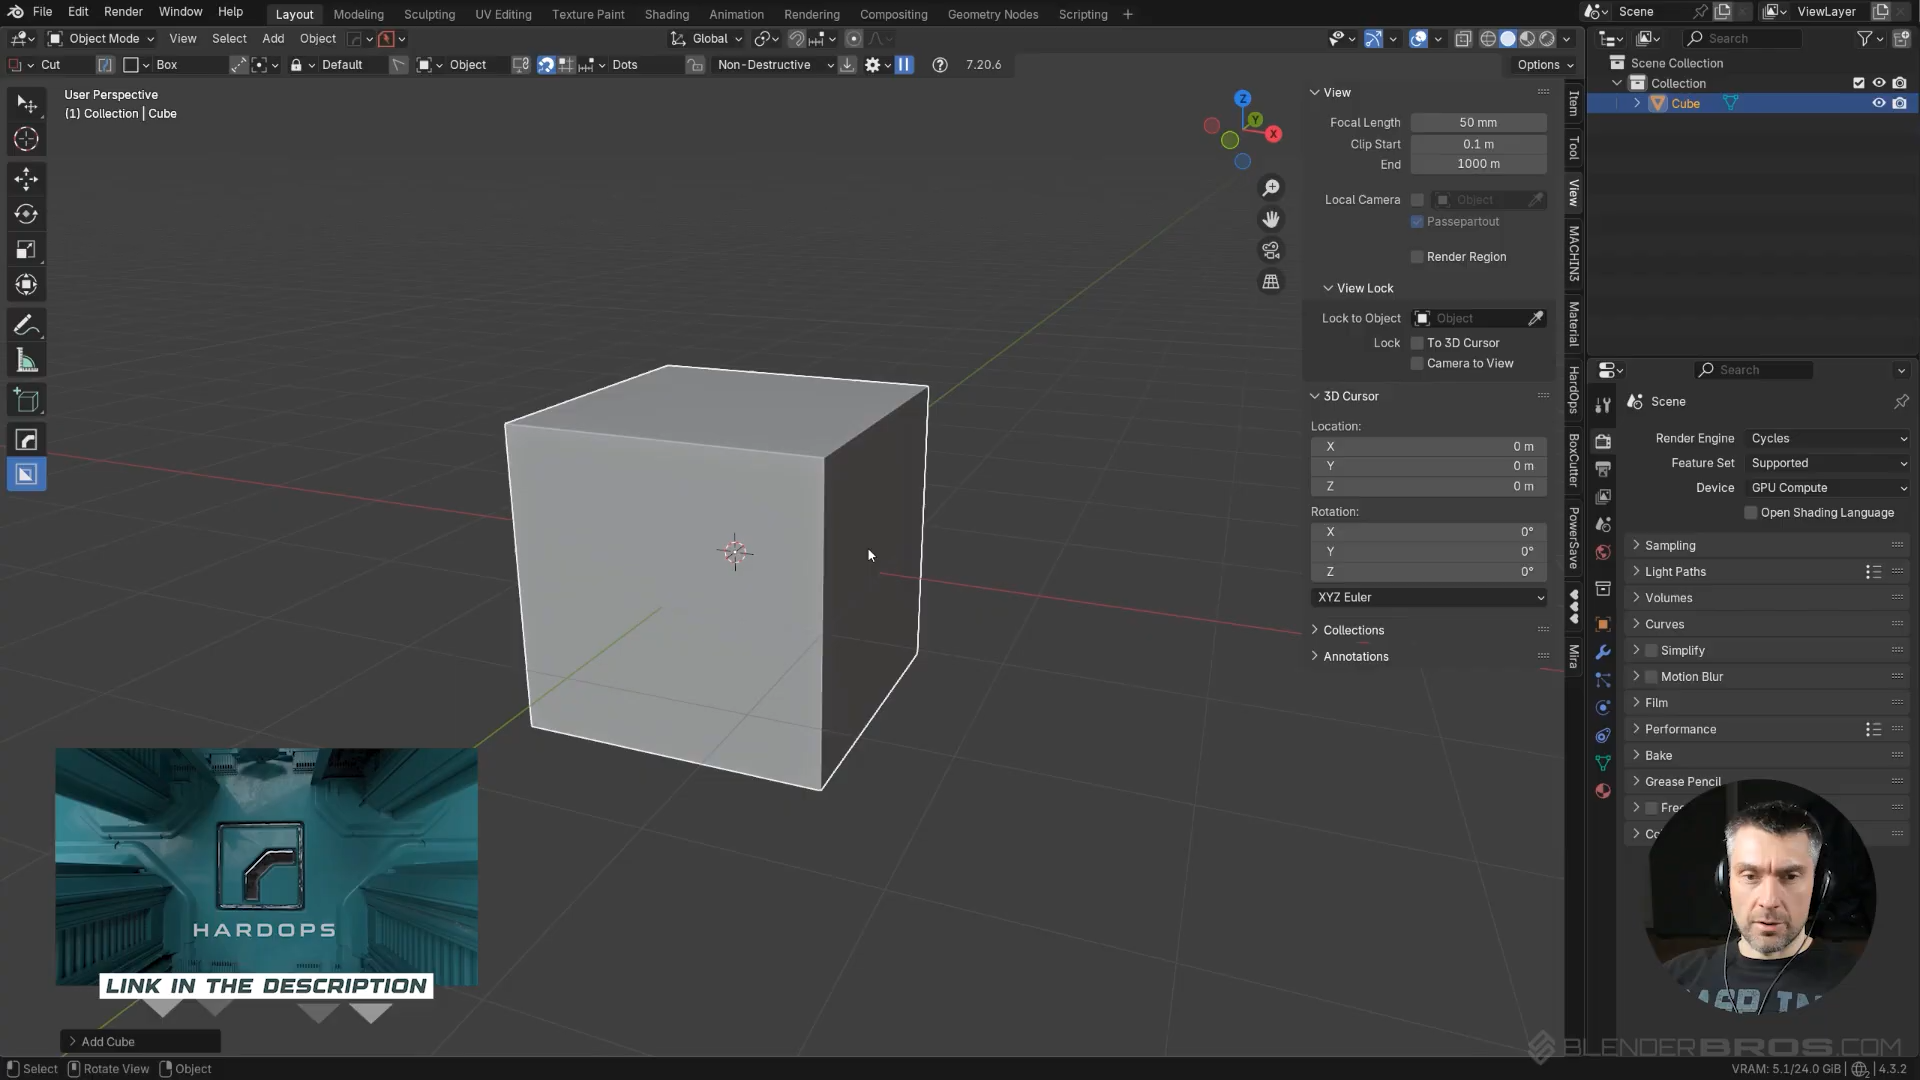 File Edit Render Window Help Layout Modeling Sculpting UV Editing Texture Paint Shading Animation Rendering Compositing Geometry Nodes Scripting + Scene ViewLayer
Object Mode View Select Add Object Global Search
Cut Box Default Object Dots Non-Destructive 7.20.6 Options
User Perspective
(1) Collection | Cube
Z
Y
X
View
Focal Length 50 mm
Clip Start 0.1 m
End 1000 m
Local Camera Object
Passepartout
Render Region
View Lock
Lock to Object Object
Lock To 3D Cursor
Camera to View
3D Cursor
Location:
X 0 m
Y 0 m
Z 0 m
Rotation:
X 0°
Y 0°
Z 0°
XYZ Euler
Collections
Annotations
Item
Tool
View
MACHIN3
Material
HardOps
BoxCutter
PowerSave
Mira
Scene Collection
Collection
Cube
Search
Scene
Render Engine Cycles
Feature Set Supported
Device GPU Compute
Open Shading Language
Sampling
Light Paths
Volumes
Curves
Simplify
Motion Blur
Film
Performance
Bake
Grease Pencil
HARDOPS
LINK IN THE DESCRIPTION
Add Cube
BLENDERBROS.COM
Select Rotate View Object VRAM: 5.1/24.0 GiB 4.3.2